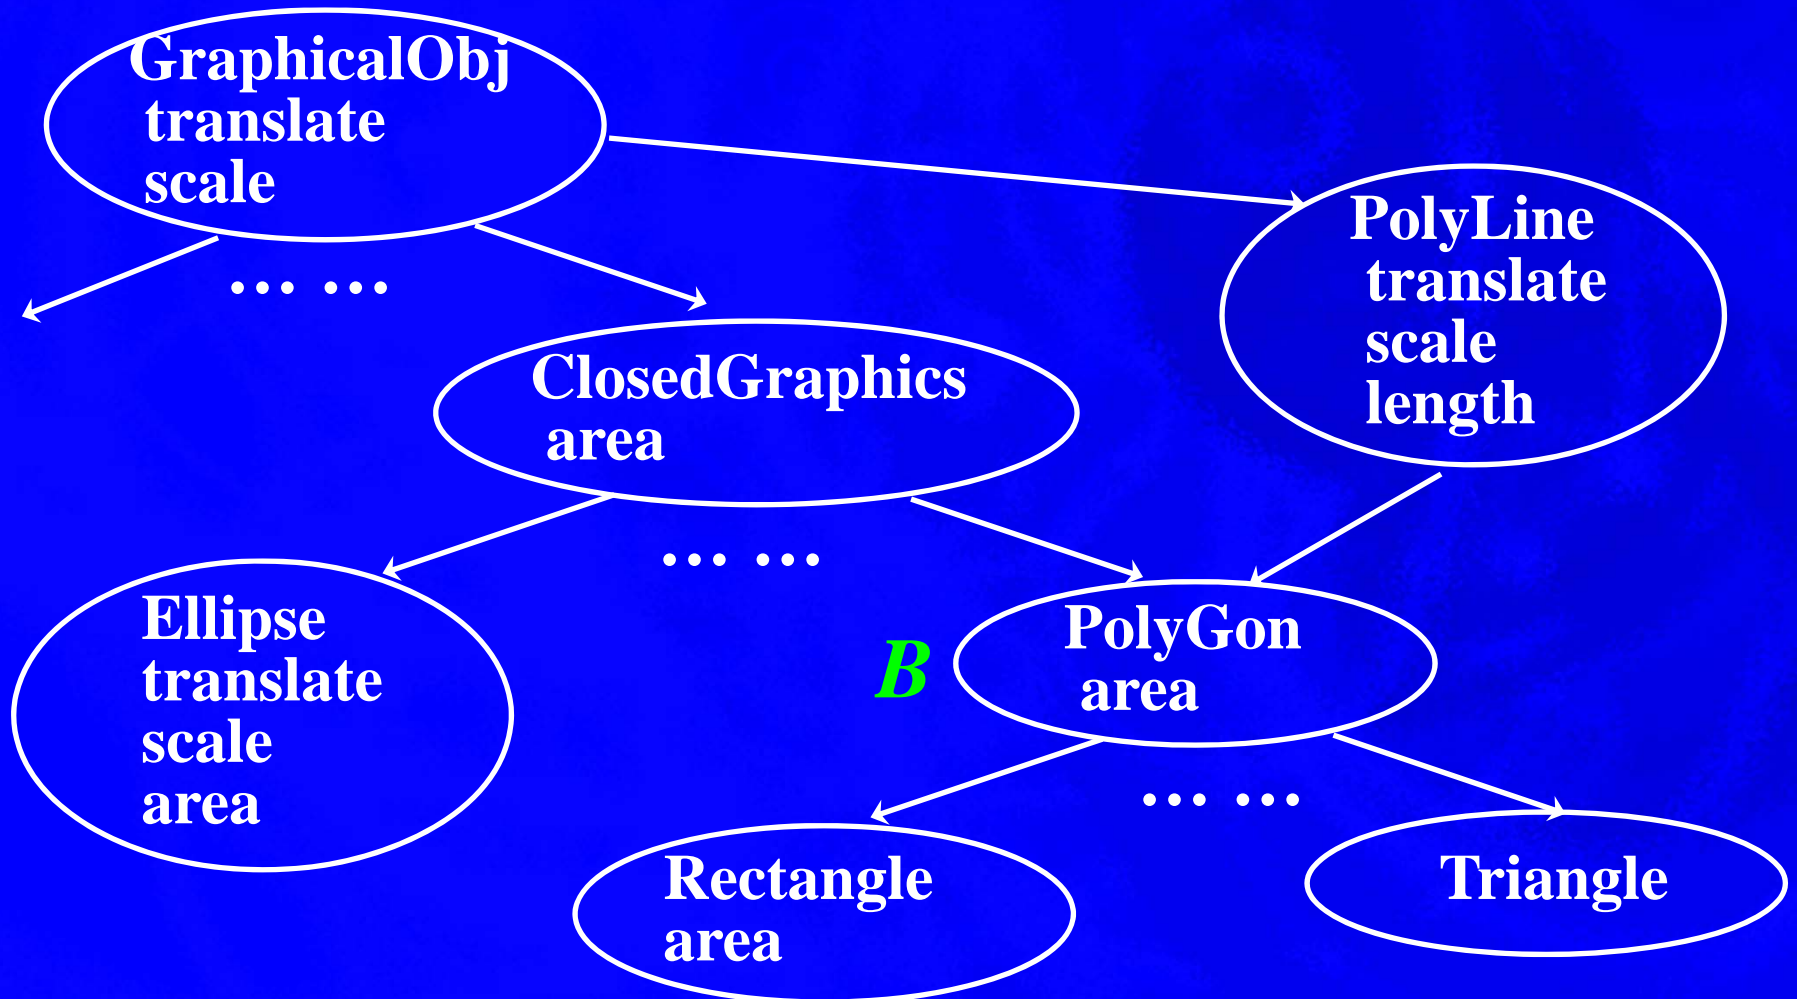 GraphicalObj
translate
scale
... ...
PolyLine
translate
scale
length
ClosedGraphics
area
... ...
Ellipse
translate
scale
area
B
PolyGon
area
... ...
Rectangle
area
Triangle